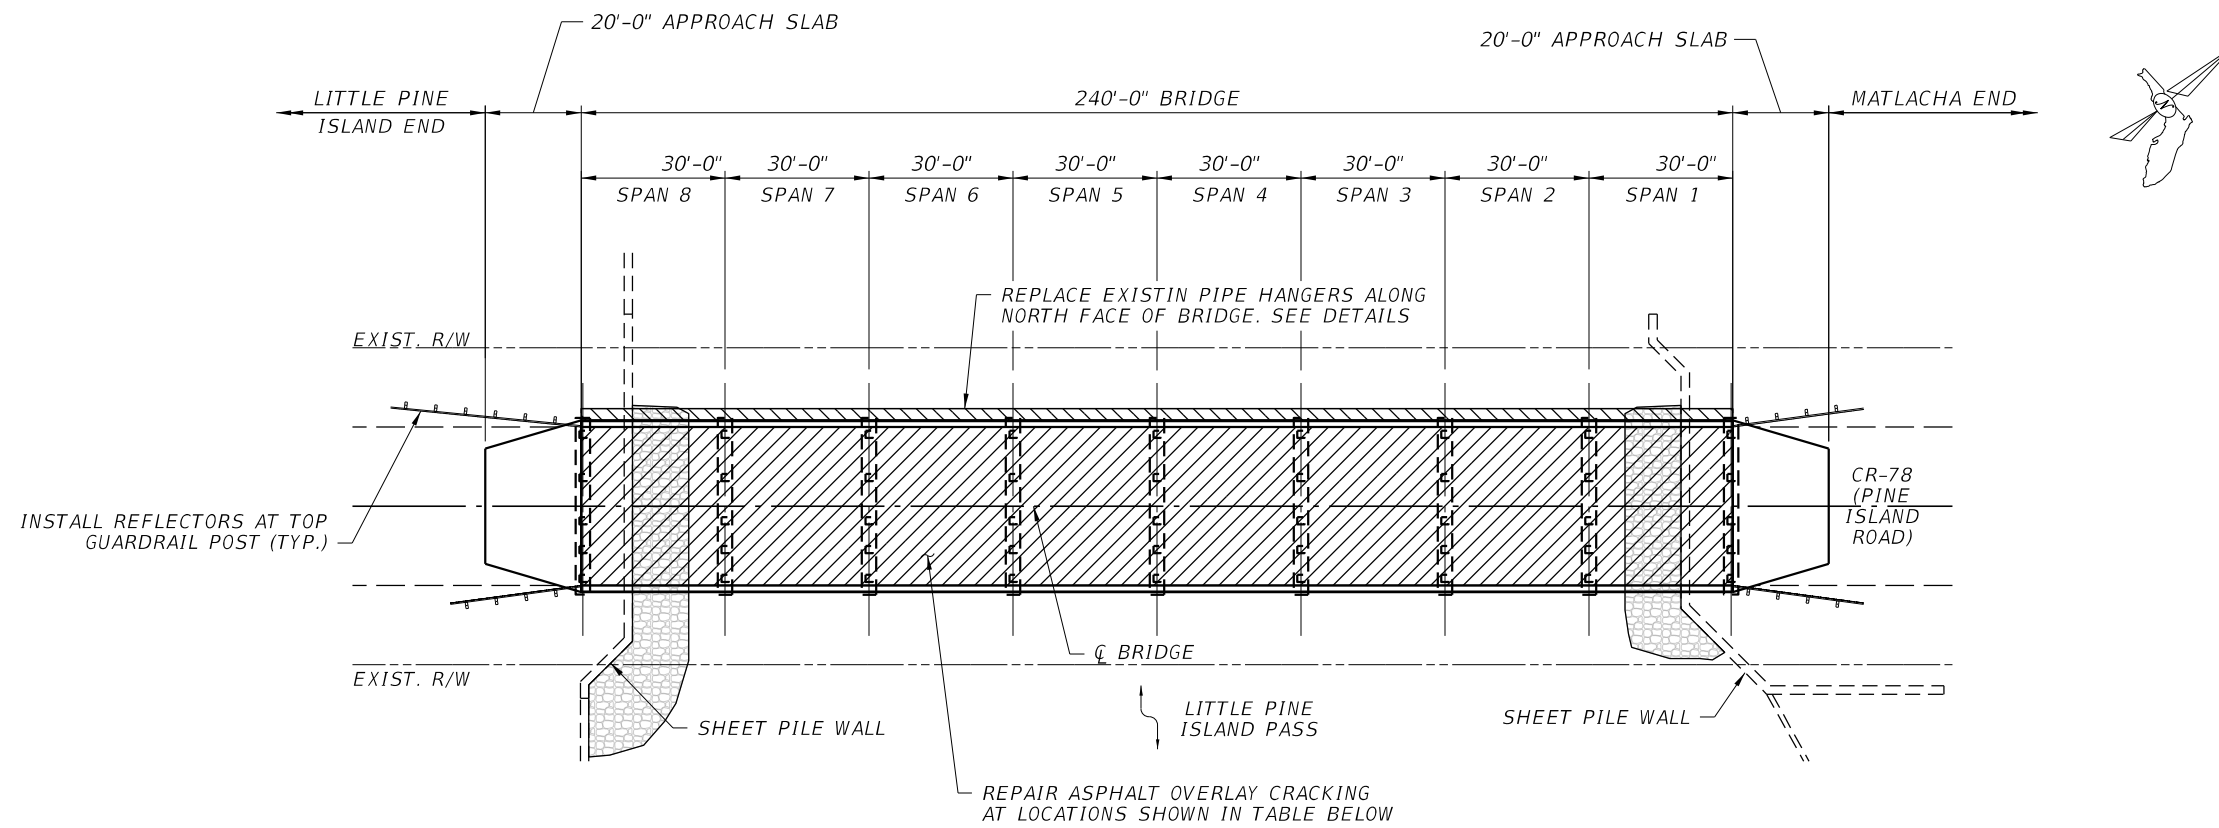 20'-0" APPROACH SLAB
20'-0" APPROACH SLAB
LITTLE PINE
ISLAND END
240'-0" BRIDGE
MATLACHA END
N
30'-0" 30'-0" 30'-0" 30'-0" 30'-0" 30'-0" 30'-0" 30'-0"
SPAN 8 SPAN 7 SPAN 6 SPAN 5 SPAN 4 SPAN 3 SPAN 2 SPAN 1
REPLACE EXISTIN PIPE HANGERS ALONG
NORTH FACE OF BRIDGE. SEE DETAILS
EXIST. R/W
CR-78
(PINE
ISLAND
ROAD)
INSTALL REFLECTORS AT TOP
GUARDRAIL POST (TYP.)
℄ BRIDGE
EXIST. R/W
SHEET PILE WALL
LITTLE PINE
ISLAND PASS
SHEET PILE WALL
REPAIR ASPHALT OVERLAY CRACKING
AT LOCATIONS SHOWN IN TABLE BELOW